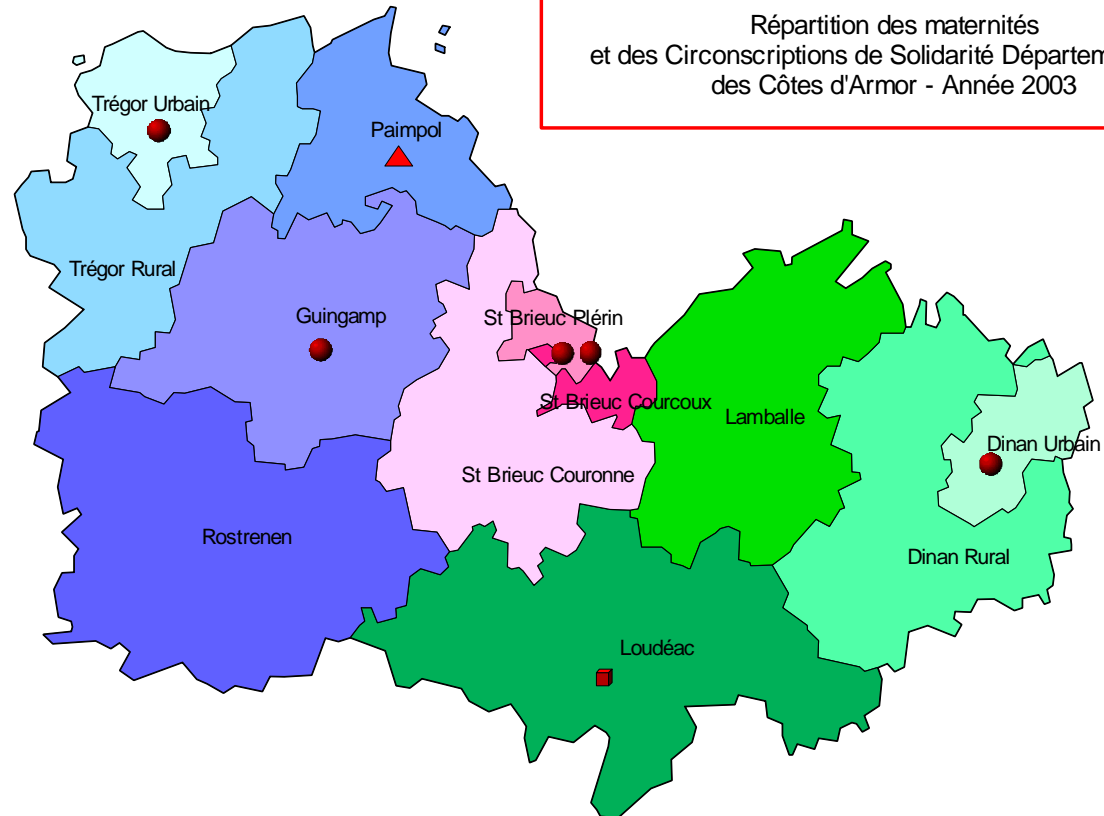 Répartition des maternités
et des Circonscriptions de Solidarité Départem
des Côtes d'Armor - Année 2003
Trégor Urbain
Paimpol
Trégor Rural
Guingamp
St Brieuc Plérin
St Brieuc Courcoux
Lamballe
Dinan Urbain
St Brieuc Couronne
Rostrenen
Dinan Rural
Loudéac